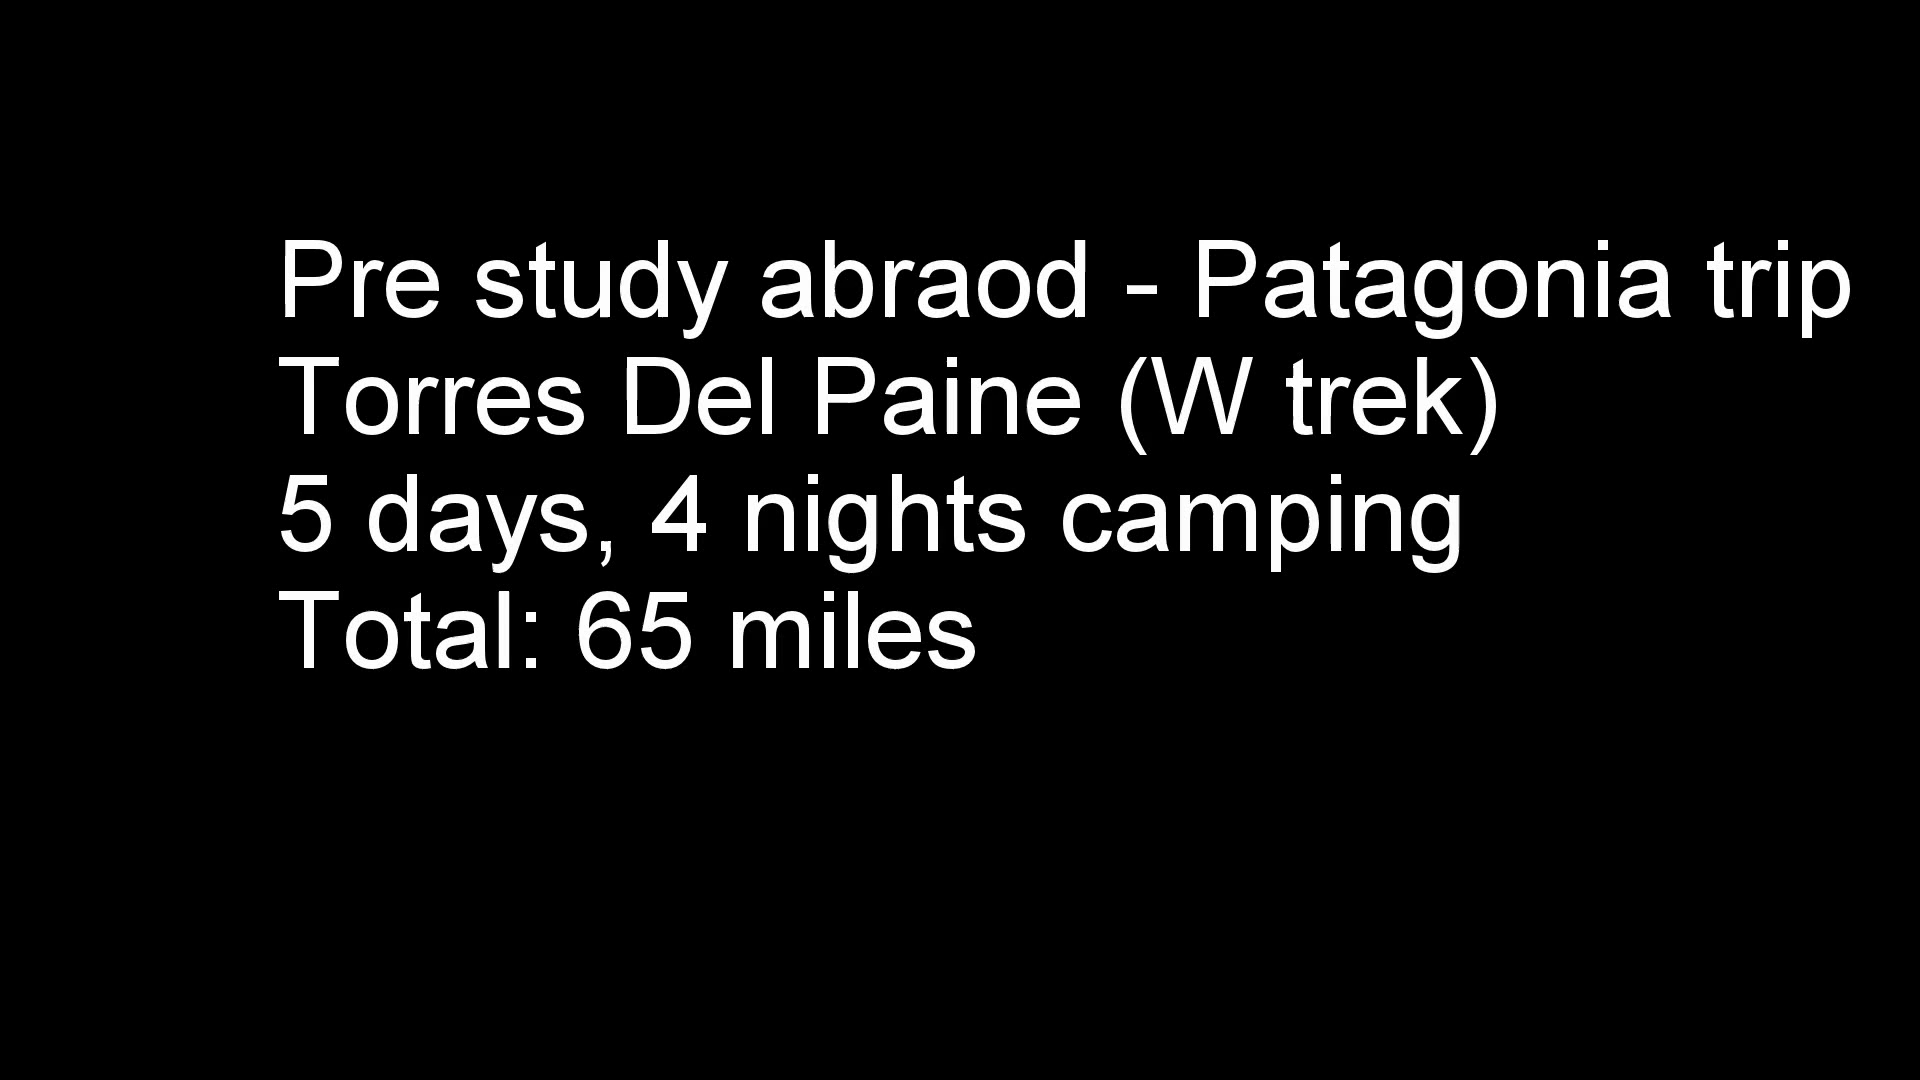 Pre study abraod - Patagonia trip
Torres Del Paine (W trek)
5 days, 4 nights camping
Total: 65 miles